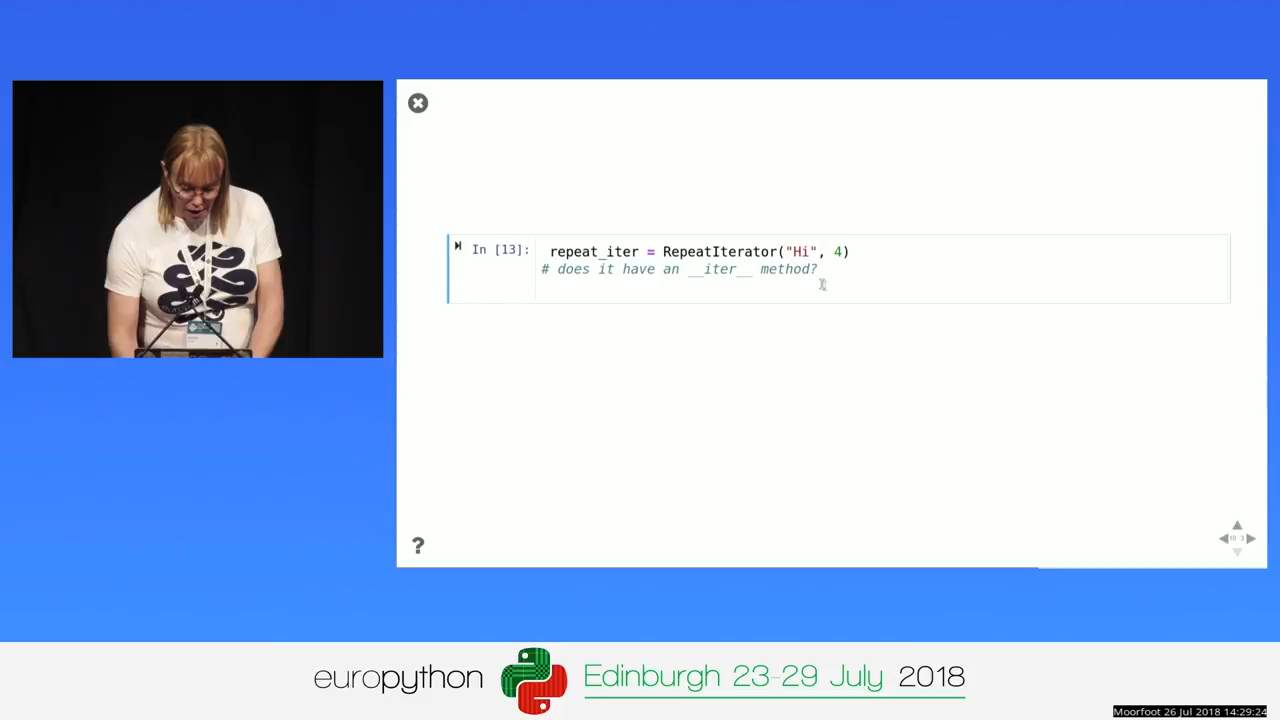 In [13]:
repeat_iter = RepeatIterator("Hi", 4)
# does it have an __iter__ method?
?
europython
Edinburgh 23-29 July 2018
Moorfoot 26 Jul 2018 14:29:24